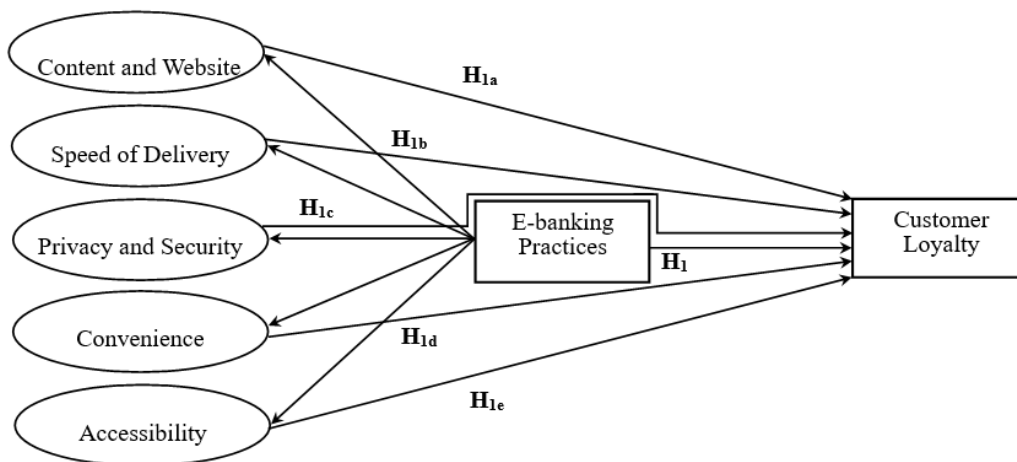 Content and Website
H1a
Speed of Delivery
H1b
Privacy and Security
H1c
E-banking
Practices
H1
Customer
Loyalty
Convenience
H1d
Accessibility
H1e